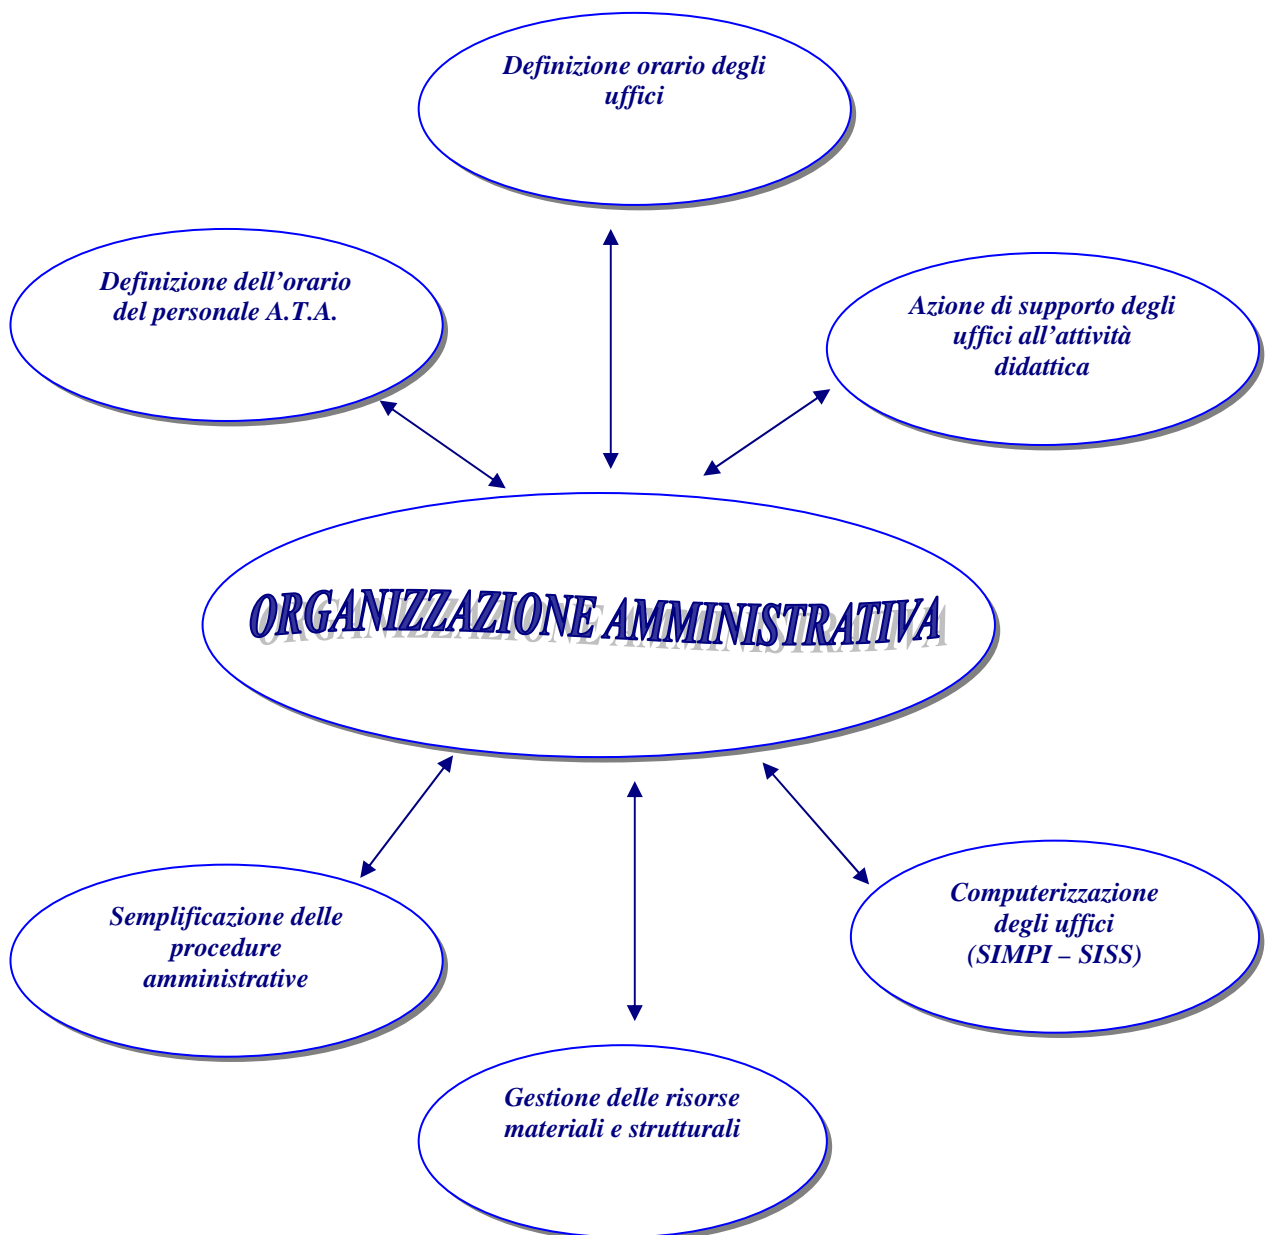 Definizione orario degli
uffici
Definizione dell’orario
del personale A.T.A.
Azione di supporto degli
uffici all’attività
didattica
ORGANIZZAZIONE AMMINISTRATIVA
Semplificazione delle
procedure
amministrative
Computerizzazione
degli uffici
(SIMPI – SISS)
Gestione delle risorse
materiali e strutturali